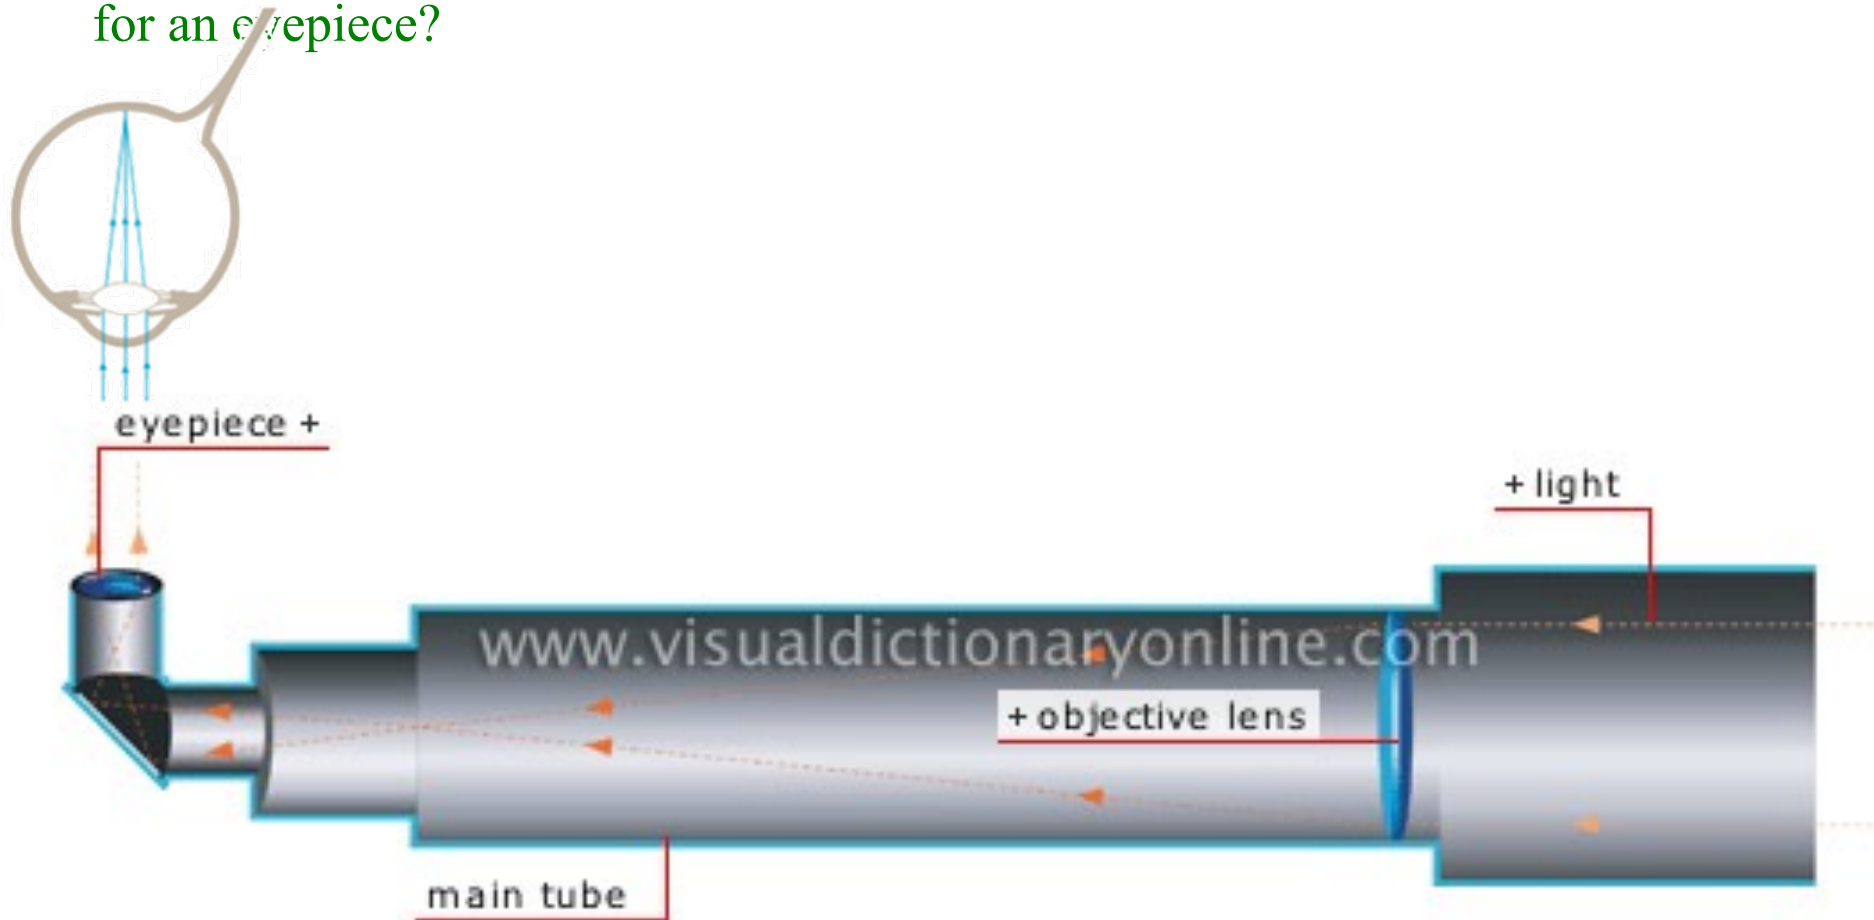 for an eyepiece?
eyepiece +
+ light
www.visualdictionaryonline.com
+ objective lens
main tube